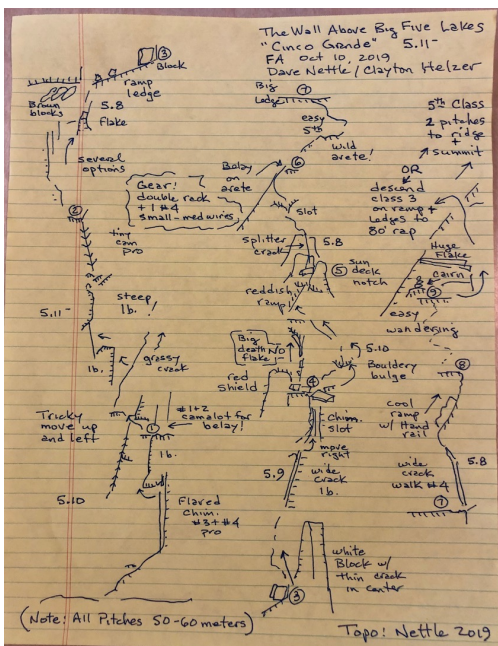 The Wall Above Big Five Lakes
"Cinco Grande" 5.11-
FA Oct 10, 2019
Dave Nettle / Clayton Helzer
③
Block
ramp
ledge
Brown
blocks
5.8
Flake
several
options
②
tiny
cam
pro
5.11-
steep
lb.!
lb.
grassy
crack
Tricky
move up
and left
①
#1+2
camalot for
belay!
lb.
5.10
Flared
Chim.
#3+#4
pro
Gear!
double rack
+ 1 #4
small-med wires
Big
Ledge
⑦
easy
5th
wild
arete!
⑥
Belay
on
arete
slot
splitter
crack
5.8
⑤
sun
deck
notch
reddish
ramp!
Big
death
flake
NO
5.10
Bouldery
bulge
red
shield
④
Chim.
slot
move
right
5.9
wide
crack
lb.
white
Block w/
thin crack
in center
③
5th Class
2 pitches
to ridge
+
summit
OR
descend
class 3
on ramp +
ledges to
80' rap
Huge
Flake
cairn
⑨
easy
wandering
⑧
cool
ramp
w/ Hand
rail
wide
crack
walk #4
5.8
⑦
(Note: All Pitches 50-60 meters)
Topo: Nettle 2019